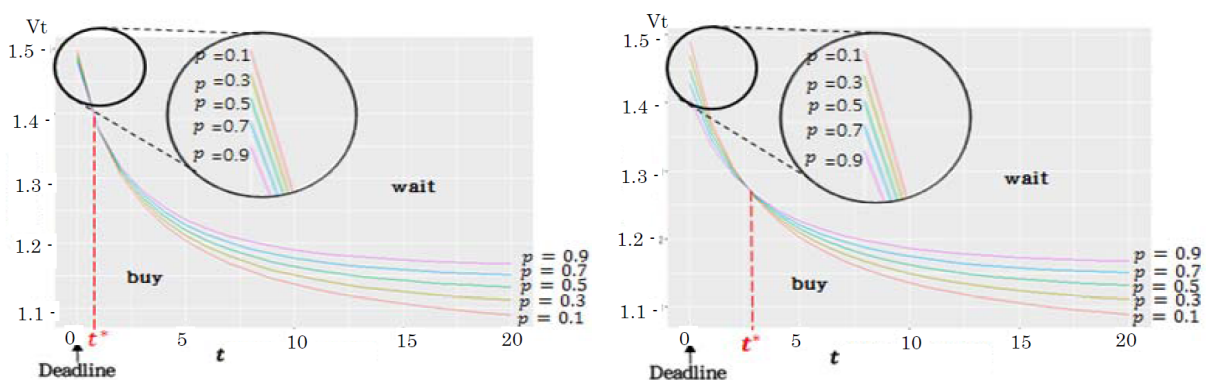 Vt
1.5
1.4
1.3
1.2
1.1
p =0.1
p =0.3
p =0.5
p =0.7
p =0.9
wait
buy
p = 0.9
p = 0.7
p = 0.5
p = 0.3
p = 0.1
0 t* 5 10 15 20
t
Deadline
Vt
1.5
1.4
1.3
1.2
1.1
p =0.1
p =0.3
p =0.5
p =0.7
p =0.9
wait
buy
p = 0.9
p = 0.7
p = 0.5
p = 0.3
p = 0.1
0 t* 5 10 15 20
t
Deadline